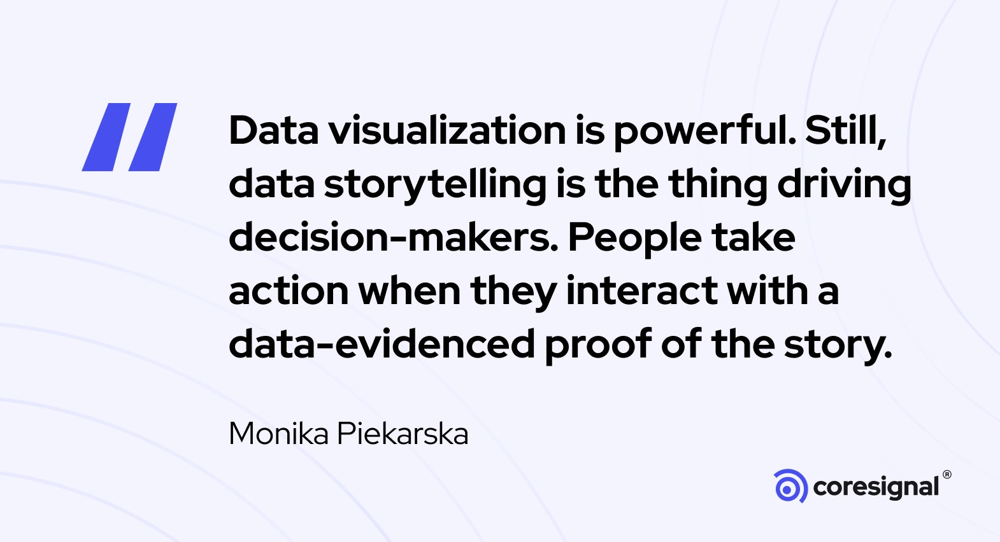 Data visualization is powerful. Still,
data storytelling is the thing driving
decision-makers. People take
action when they interact with a
data-evidenced proof of the story.
Monika Piekarska
coresignal®